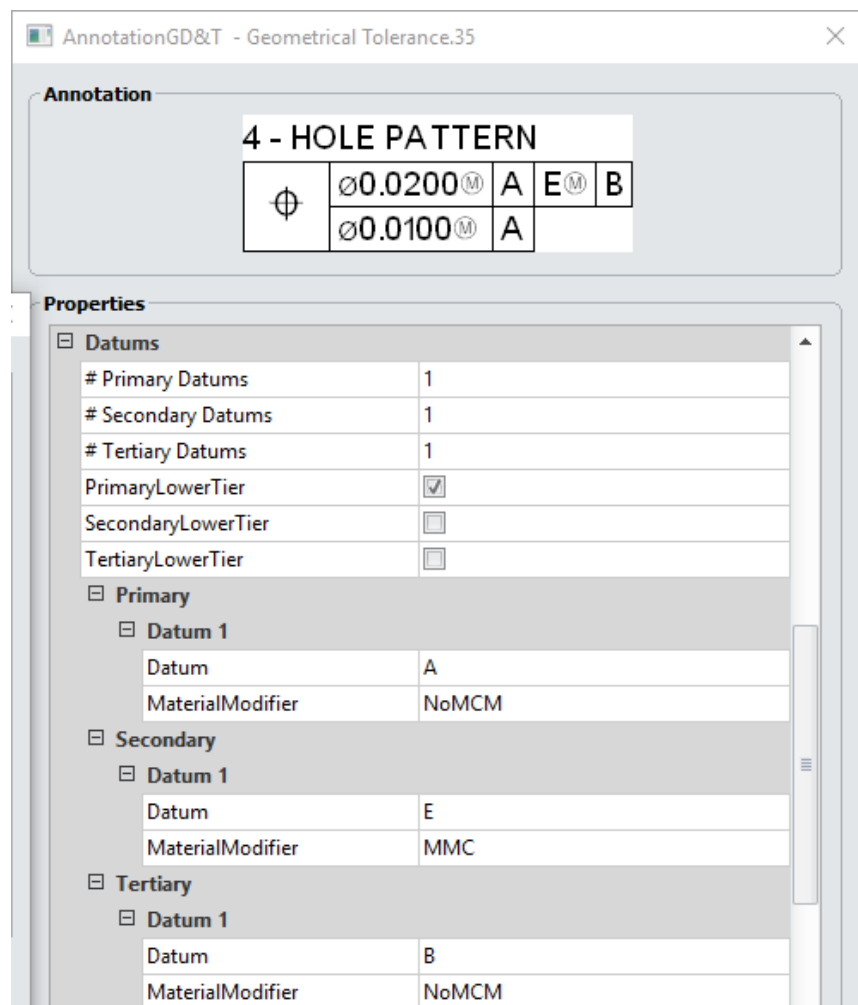 AnnotationGD&T - Geometrical Tolerance.35
Annotation
4 - HOLE PATTERN
⌀0.0200Ⓜ A EⓂ B
⌀0.0100Ⓜ A
Properties
Datums
# Primary Datums 1
# Secondary Datums 1
# Tertiary Datums 1
PrimaryLowerTier
SecondaryLowerTier
TertiaryLowerTier
Primary
Datum 1
Datum A
MaterialModifier NoMCM
Secondary
Datum 1
Datum E
MaterialModifier MMC
Tertiary
Datum 1
Datum B
MaterialModifier NoMCM